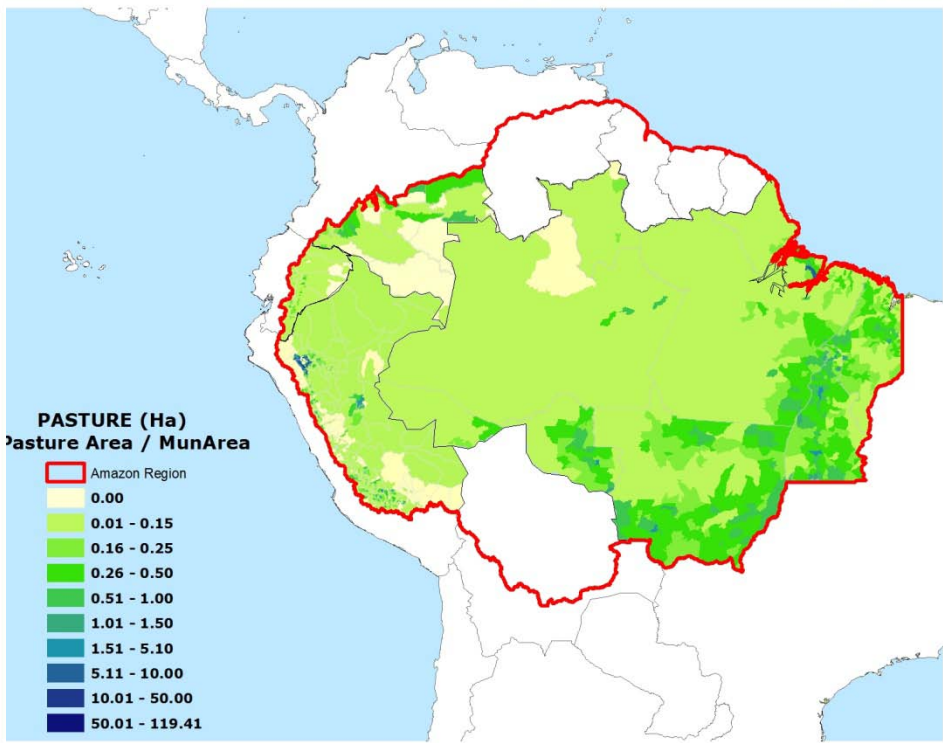 PASTURE (Ha)
Pasture Area / MunArea
Amazon Region
0.00
0.01 - 0.15
0.16 - 0.25
0.26 - 0.50
0.51 - 1.00
1.01 - 1.50
1.51 - 5.10
5.11 - 10.00
10.01 - 50.00
50.01 - 119.41